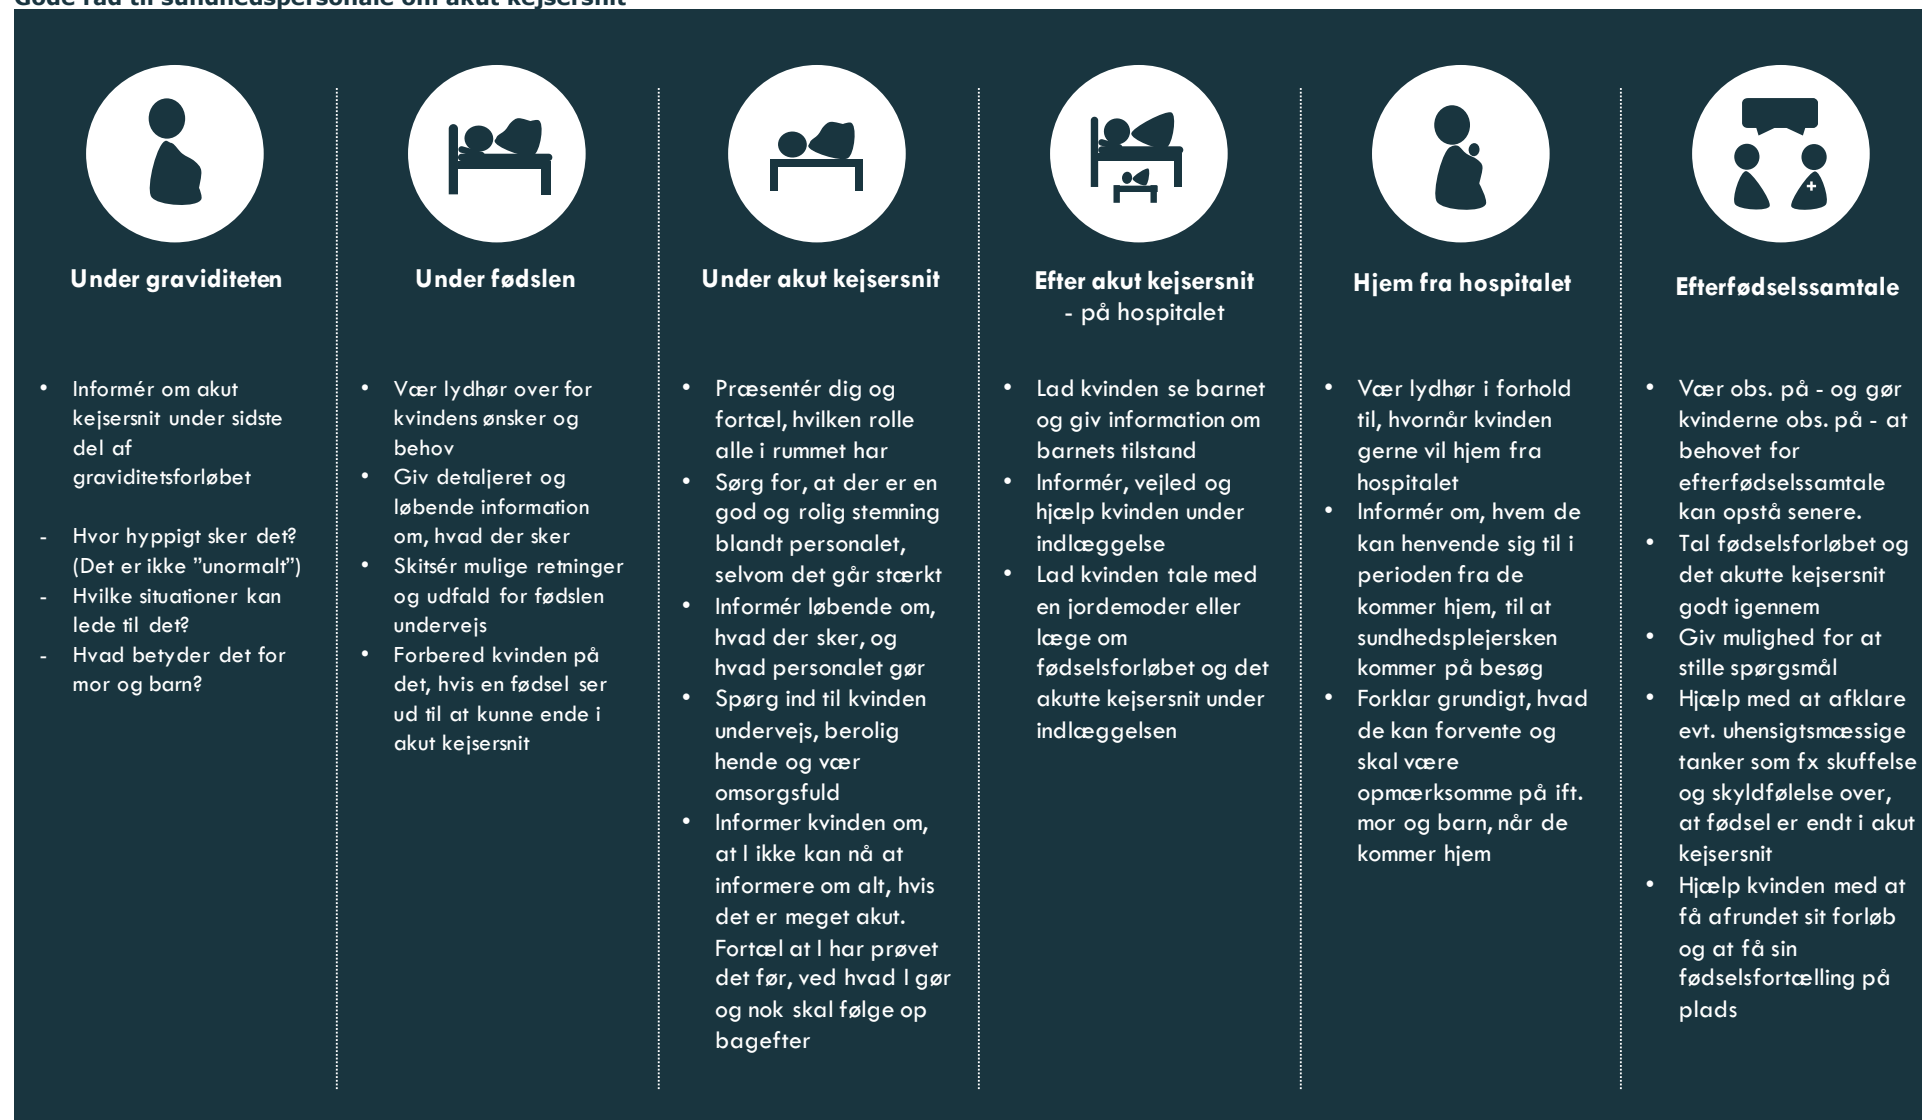 Gode råd til sundhedspersonale om akut kejsersnit
Under graviditeten
• Informér om akut
kejsersnit under sidste
del af
graviditetsforløbet
- Hvor hyppigt sker det?
(Det er ikke ”unormalt”)
- Hvilke situationer kan
lede til det?
- Hvad betyder det for
mor og barn?
Under fødslen
• Vær lydhør over for
kvindens ønsker og
behov
• Giv detaljeret og
løbende information
om, hvad der sker
• Skitsér mulige retninger
og udfald for fødslen
undervejs
• Forbered kvinden på
det, hvis en fødsel ser
ud til at kunne ende i
akut kejsersnit
Under akut kejsersnit
• Præsentér dig og
fortæl, hvilken rolle
alle i rummet har
• Sørg for, at der er en
god og rolig stemning
blandt personalet,
selvom det går stærkt
• Informér løbende om,
hvad der sker, og
hvad personalet gør
• Spørg ind til kvinden
undervejs, berolig
hende og vær
omsorgsfuld
• Informer kvinden om,
at I ikke kan nå at
informere om alt, hvis
det er meget akut.
Fortæl at I har prøvet
det før, ved hvad I gør
og nok skal følge op
bagefter
Efter akut kejsersnit
- på hospitalet
• Lad kvinden se barnet
og giv information om
barnets tilstand
• Informér, vejled og
hjælp kvinden under
indlæggelse
• Lad kvinden tale med
en jordemoder eller
læge om
fødselsforløbet og det
akutte kejsersnit under
indlæggelsen
Hjem fra hospitalet
• Vær lydhør i forhold
til, hvornår kvinden
gerne vil hjem fra
hospitalet
• Informér om, hvem de
kan henvende sig til i
perioden fra de
kommer hjem, til at
sundhedsplejersken
kommer på besøg
• Forklar grundigt, hvad
de kan forvente og
skal være
opmærksomme på ift.
mor og barn, når de
kommer hjem
Efterfødselssamtale
• Vær obs. på - og gør
kvinderne obs. på - at
behovet for
efterfødselssamtale
kan opstå senere.
• Tal fødselsforløbet og
det akutte kejsersnit
godt igennem
• Giv mulighed for at
stille spørgsmål
• Hjælp med at afklare
evt. uhensigtsmæssige
tanker som fx skuffelse
og skyldfølelse over,
at fødsel er endt i akut
kejsersnit
• Hjælp kvinden med at
få afrundet sit forløb
og at få sin
fødselsfortælling på
plads